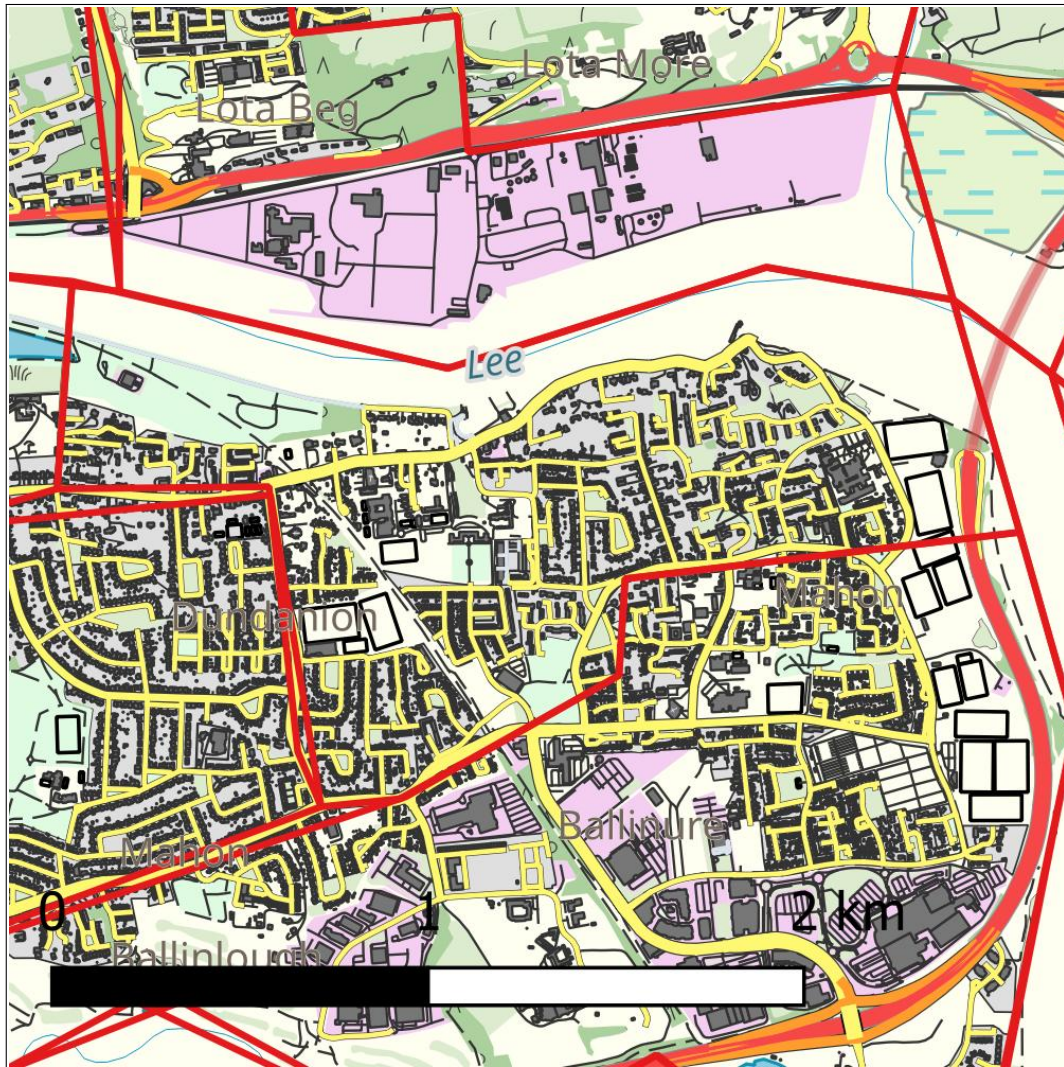 Lota More
Lota Beg
Lee
Mahon
Dundanion
Ballinure
Mahon
0 1 2 km
Ballinlough